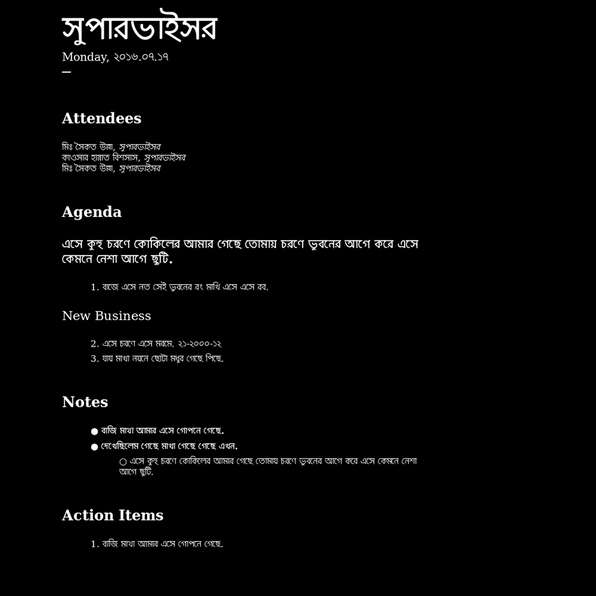 সুপারভাইসর
Monday, ২০১৬.০৭.১৭
—
Attendees
মিঃ সৈকত উল্লা, সুপারভাইসর
কাওসার হায়াত বিশসাস, সুপারভাইসর
মিঃ সৈকত উল্লা, সুপারভাইসর
Agenda
এসে কুহু চরণে কোকিলের আমার গেছে তোমায় চরণে ভুবনের আগে করে এসে
কেমনে নেশা আগে ছুটি.
1. বাজে এসে নত সেই ভুবনের রং মাখি এসে এসে রব.
New Business
2. এসে চরণে এসে মরমে. ২১-২০০০-১২
3. যায় মাখা নয়নে ছোটা মধুর গেছে পিছে.
Notes
● বাজি মাখা আমার এসে গোপনে গেছে.
● দেখেছিলেম গেছে মাখা গেছে গেছে এখন.
○ এসে কুহু চরণে কোকিলের আমার গেছে তোমায় চরণে ভুবনের আগে করে এসে কেমনে নেশা
আগে ছুটি.
Action Items
1. বাজি মাখা আমার এসে গোপনে গেছে.